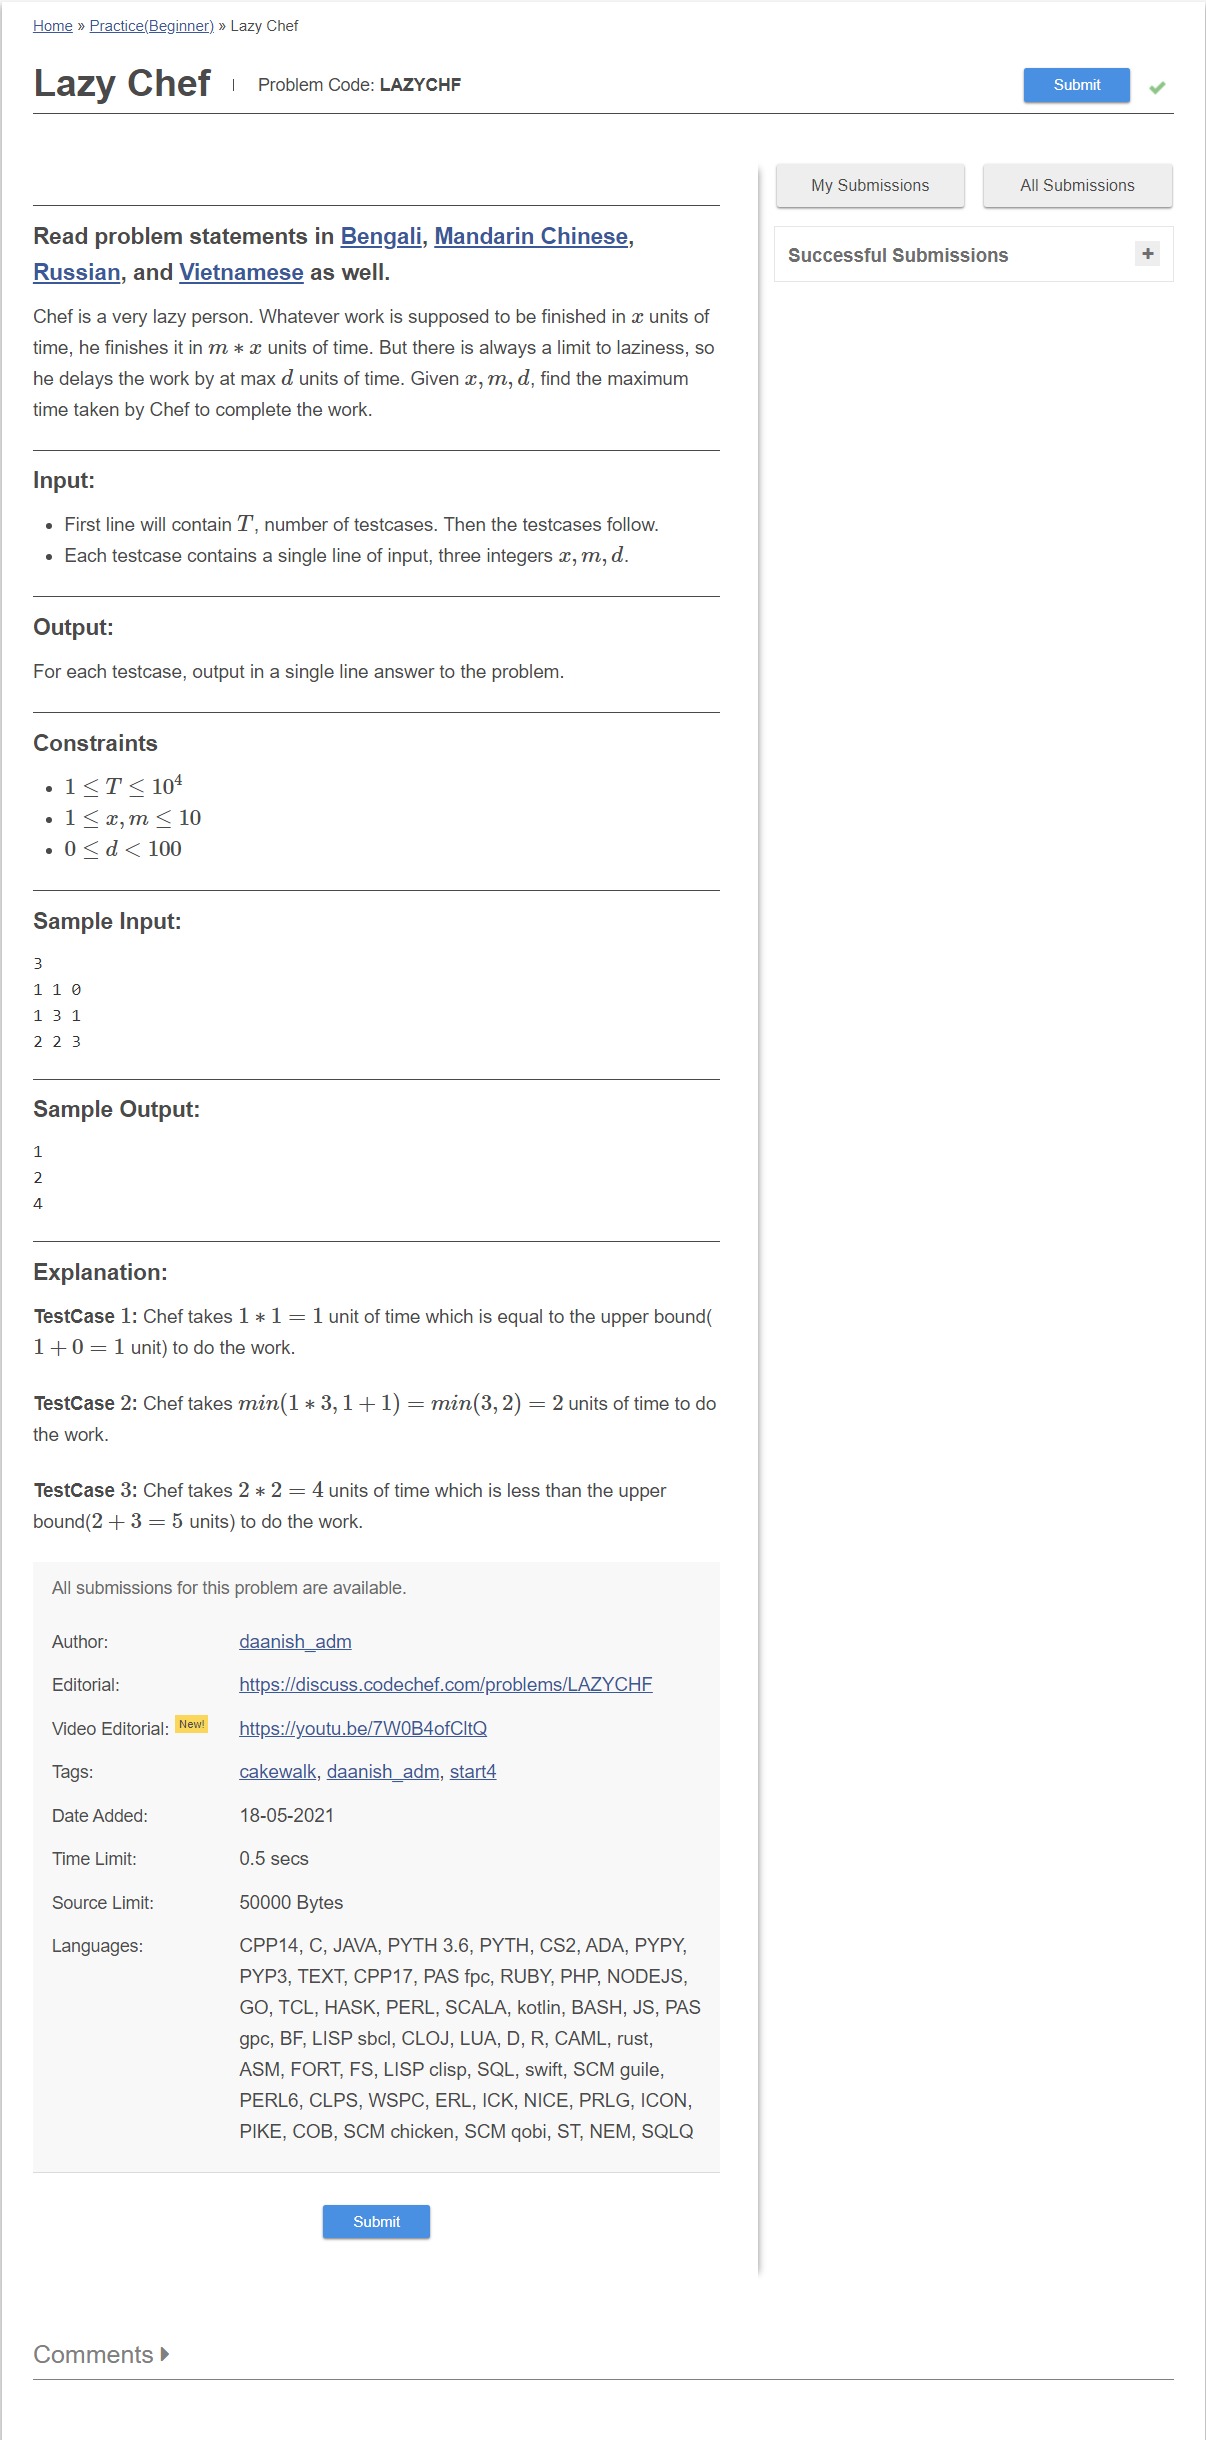 Home » Practice(Beginner) » Lazy Chef
Lazy Chef
Problem Code: LAZYCHF
Submit
My Submissions
All Submissions
Successful Submissions
+
Read problem statements in Bengali, Mandarin Chinese,
Russian, and Vietnamese as well.
Chef is a very lazy person. Whatever work is supposed to be finished in x units of
time, he finishes it in m ∗ x units of time. But there is always a limit to laziness, so
he delays the work by at max d units of time. Given x, m, d, find the maximum
time taken by Chef to complete the work.
Input:
• First line will contain T, number of testcases. Then the testcases follow.
• Each testcase contains a single line of input, three integers x, m, d.
Output:
For each testcase, output in a single line answer to the problem.
Constraints
• 1 ≤ T ≤ 10⁴
• 1 ≤ x, m ≤ 10
• 0 ≤ d < 100
Sample Input:
3
1 1 0
1 3 1
2 2 3
Sample Output:
1
2
4
Explanation:
TestCase 1: Chef takes 1 ∗ 1 = 1 unit of time which is equal to the upper bound(
1 + 0 = 1 unit) to do the work.
TestCase 2: Chef takes min(1 ∗ 3, 1 + 1) = min(3, 2) = 2 units of time to do
the work.
TestCase 3: Chef takes 2 ∗ 2 = 4 units of time which is less than the upper
bound(2 + 3 = 5 units) to do the work.
All submissions for this problem are available.
Author: daanish_adm
Editorial: https://discuss.codechef.com/problems/LAZYCHF
Video Editorial: New! https://youtu.be/7W0B4ofCltQ
Tags: cakewalk, daanish_adm, start4
Date Added: 18-05-2021
Time Limit: 0.5 secs
Source Limit: 50000 Bytes
Languages: CPP14, C, JAVA, PYTH 3.6, PYTH, CS2, ADA, PYPY,
PYP3, TEXT, CPP17, PAS fpc, RUBY, PHP, NODEJS,
GO, TCL, HASK, PERL, SCALA, kotlin, BASH, JS, PAS
gpc, BF, LISP sbcl, CLOJ, LUA, D, R, CAML, rust,
ASM, FORT, FS, LISP clisp, SQL, swift, SCM guile,
PERL6, CLPS, WSPC, ERL, ICK, NICE, PRLG, ICON,
PIKE, COB, SCM chicken, SCM qobi, ST, NEM, SQLQ
Submit
Comments